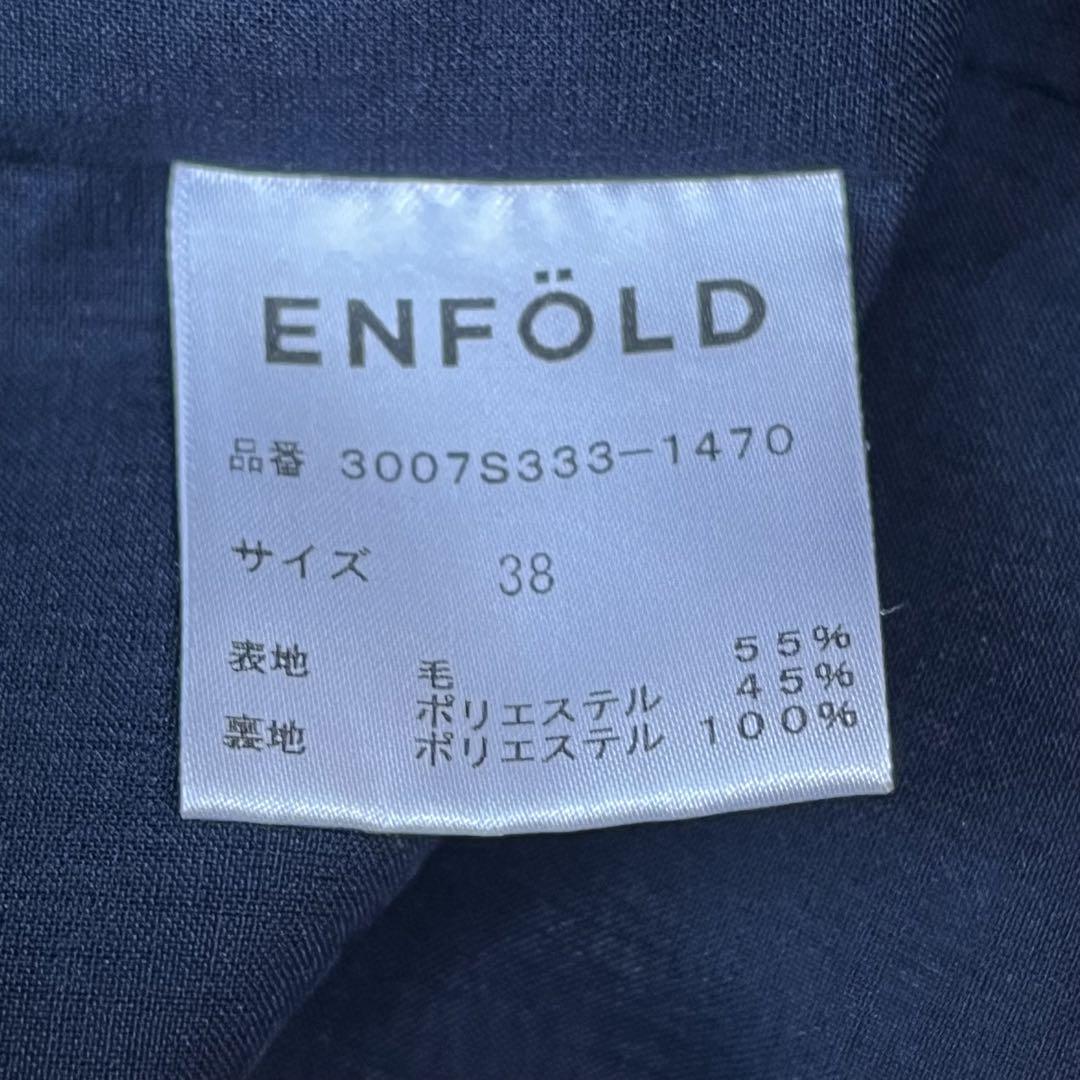 ENFÖLD
品番 3007S333-1470
サイズ 38
表地 毛 55%
ポリエステル 45%
裏地 ポリエステル 100%